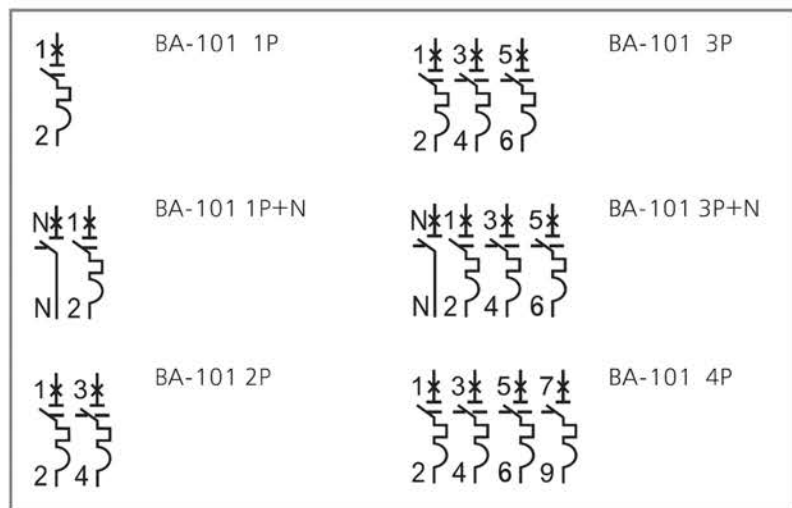 1 BA-101 1P
2
1 3 5 BA-101 3P
2 4 6
N 1 BA-101 1P+N
N 2
N 1 3 5 BA-101 3P+N
N 2 4 6
1 3 BA-101 2P
2 4
1 3 5 7 BA-101 4P
2 4 6 9